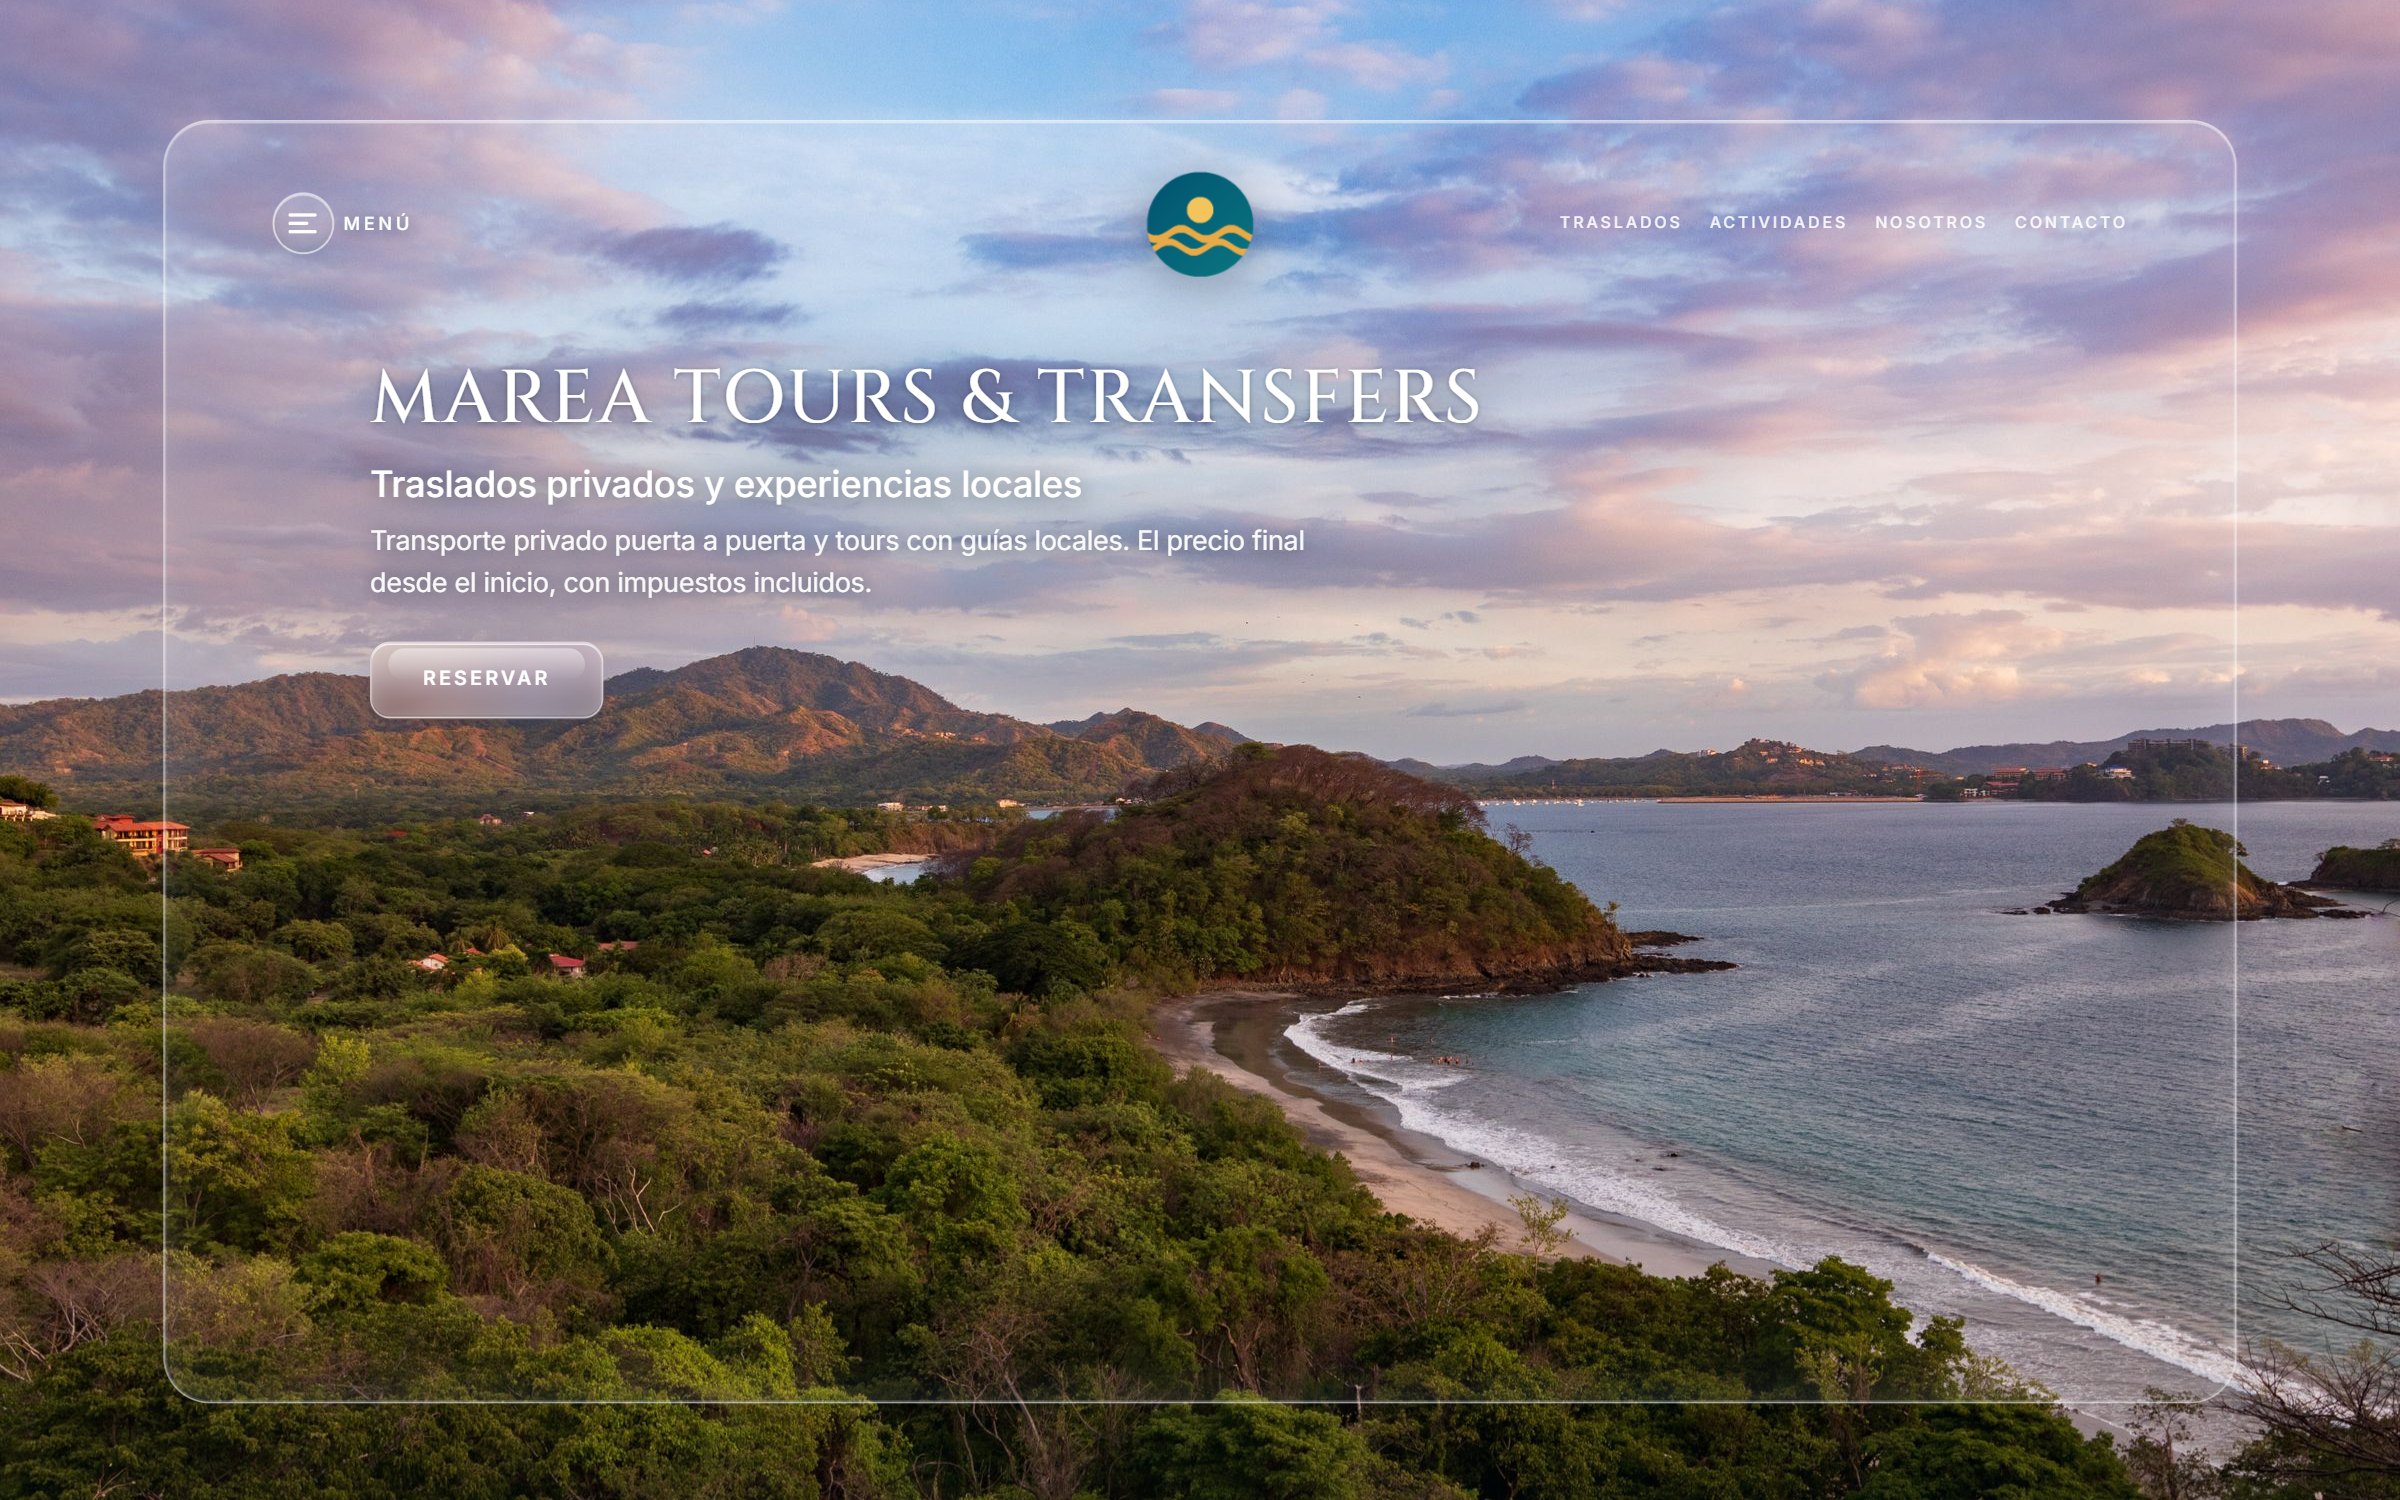 MENÚ
TRASLADOS ACTIVIDADES NOSOTROS CONTACTO
MAREA TOURS & TRANSFERS
Traslados privados y experiencias locales
Transporte privado puerta a puerta y tours con guías locales. El precio final
desde el inicio, con impuestos incluidos.
RESERVAR